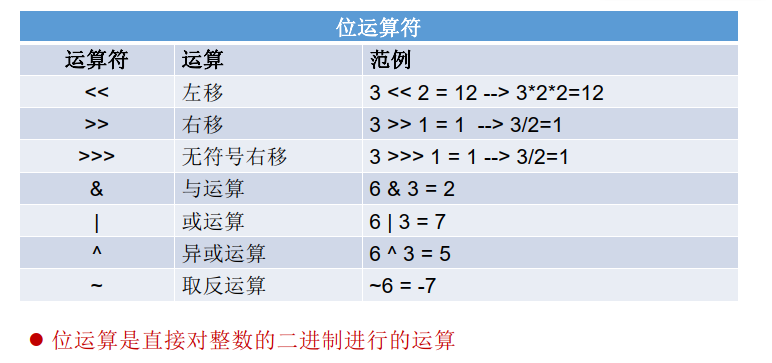 位运算符
运算符 运算 范例
<< 左移 3 << 2 = 12 --> 3*2*2=12
>> 右移 3 >> 1 = 1 --> 3/2=1
>>> 无符号右移 3 >>> 1 = 1 --> 3/2=1
& 与运算 6 & 3 = 2
| 或运算 6 | 3 = 7
^ 异或运算 6 ^ 3 = 5
~ 取反运算 ~6 = -7
● 位运算是直接对整数的二进制进行的运算